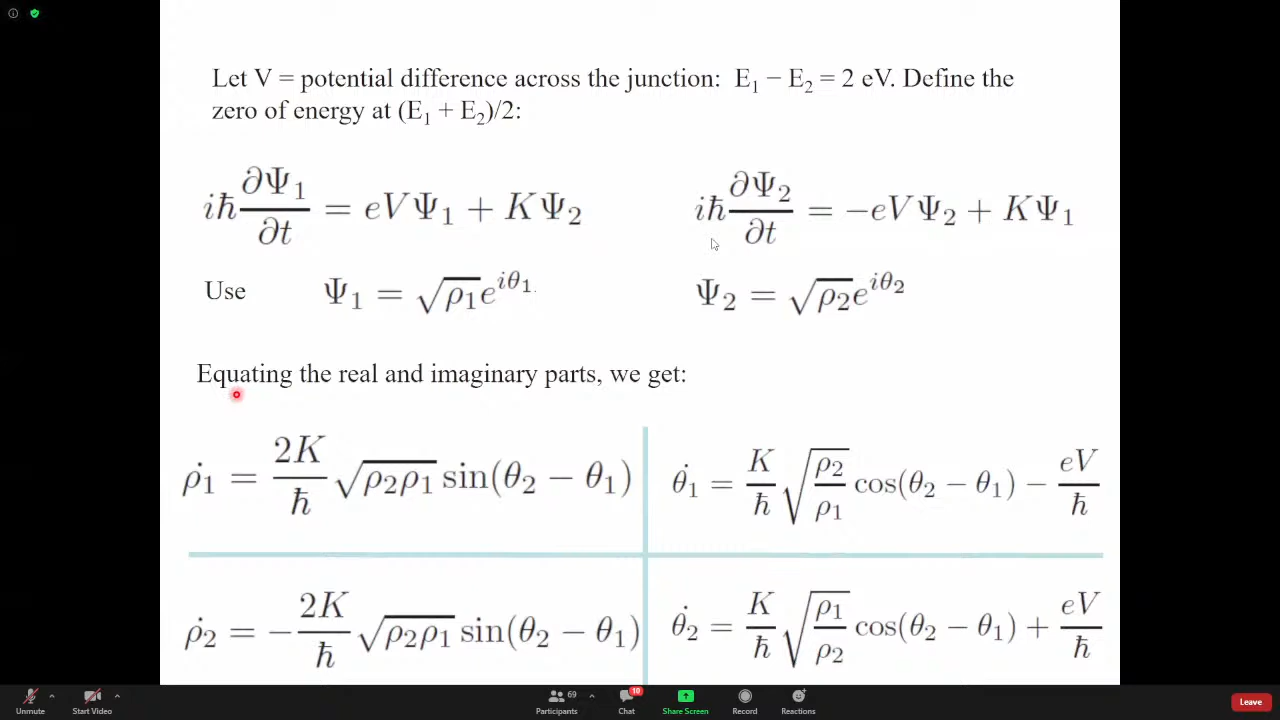 Let V = potential difference across the junction: E₁ − E₂ = 2 eV. Define the
zero of energy at (E₁ + E₂)/2:
iħ ∂Ψ₁/∂t = eVΨ₁ + KΨ₂
iħ ∂Ψ₂/∂t = −eVΨ₂ + KΨ₁
Use Ψ₁ = √ρ₁ e^{iθ₁}.
Ψ₂ = √ρ₂ e^{iθ₂}
Equating the real and imaginary parts, we get:
ρ̇₁ = (2K/ħ) √(ρ₂ρ₁) sin(θ₂ − θ₁)
θ̇₁ = (K/ħ) √(ρ₂/ρ₁) cos(θ₂ − θ₁) − eV/ħ
ρ̇₂ = −(2K/ħ) √(ρ₂ρ₁) sin(θ₂ − θ₁)
θ̇₂ = (K/ħ) √(ρ₁/ρ₂) cos(θ₂ − θ₁) + eV/ħ
Unmute
Start Video
69
Participants
10
Chat
Share Screen
Record
Reactions
Leave